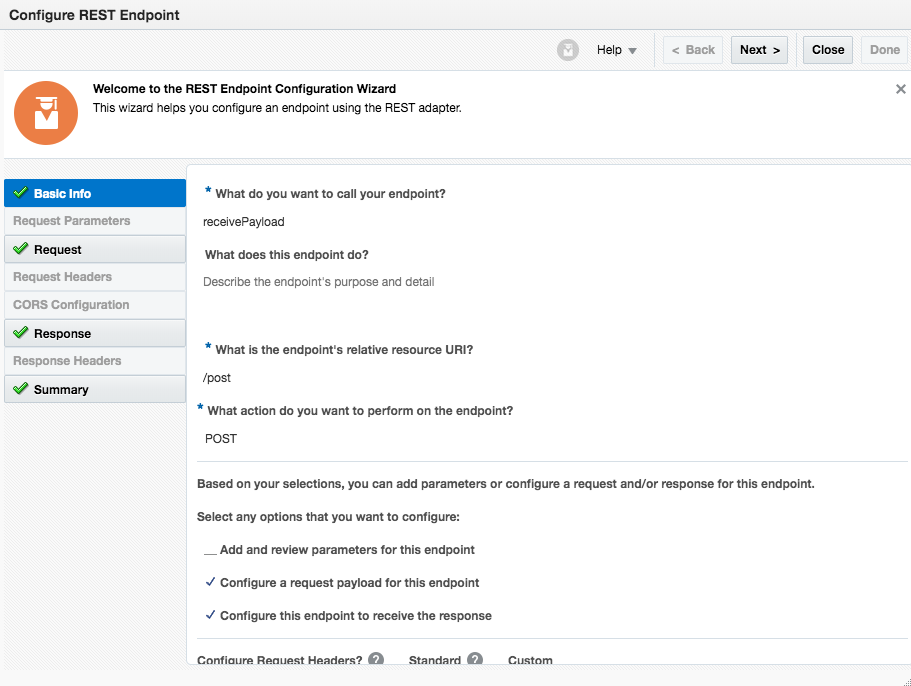 Configure REST Endpoint
Help
< Back
Next >
Close
Done
Welcome to the REST Endpoint Configuration Wizard
This wizard helps you configure an endpoint using the REST adapter.
Basic Info
Request Parameters
Request
Request Headers
CORS Configuration
Response
Response Headers
Summary
* What do you want to call your endpoint?
receivePayload
What does this endpoint do?
Describe the endpoint's purpose and detail
* What is the endpoint's relative resource URI?
/post
* What action do you want to perform on the endpoint?
POST
Based on your selections, you can add parameters or configure a request and/or response for this endpoint.
Select any options that you want to configure:
Add and review parameters for this endpoint
Configure a request payload for this endpoint
Configure this endpoint to receive the response
Configure Request Headers? ? Standard ? Custom